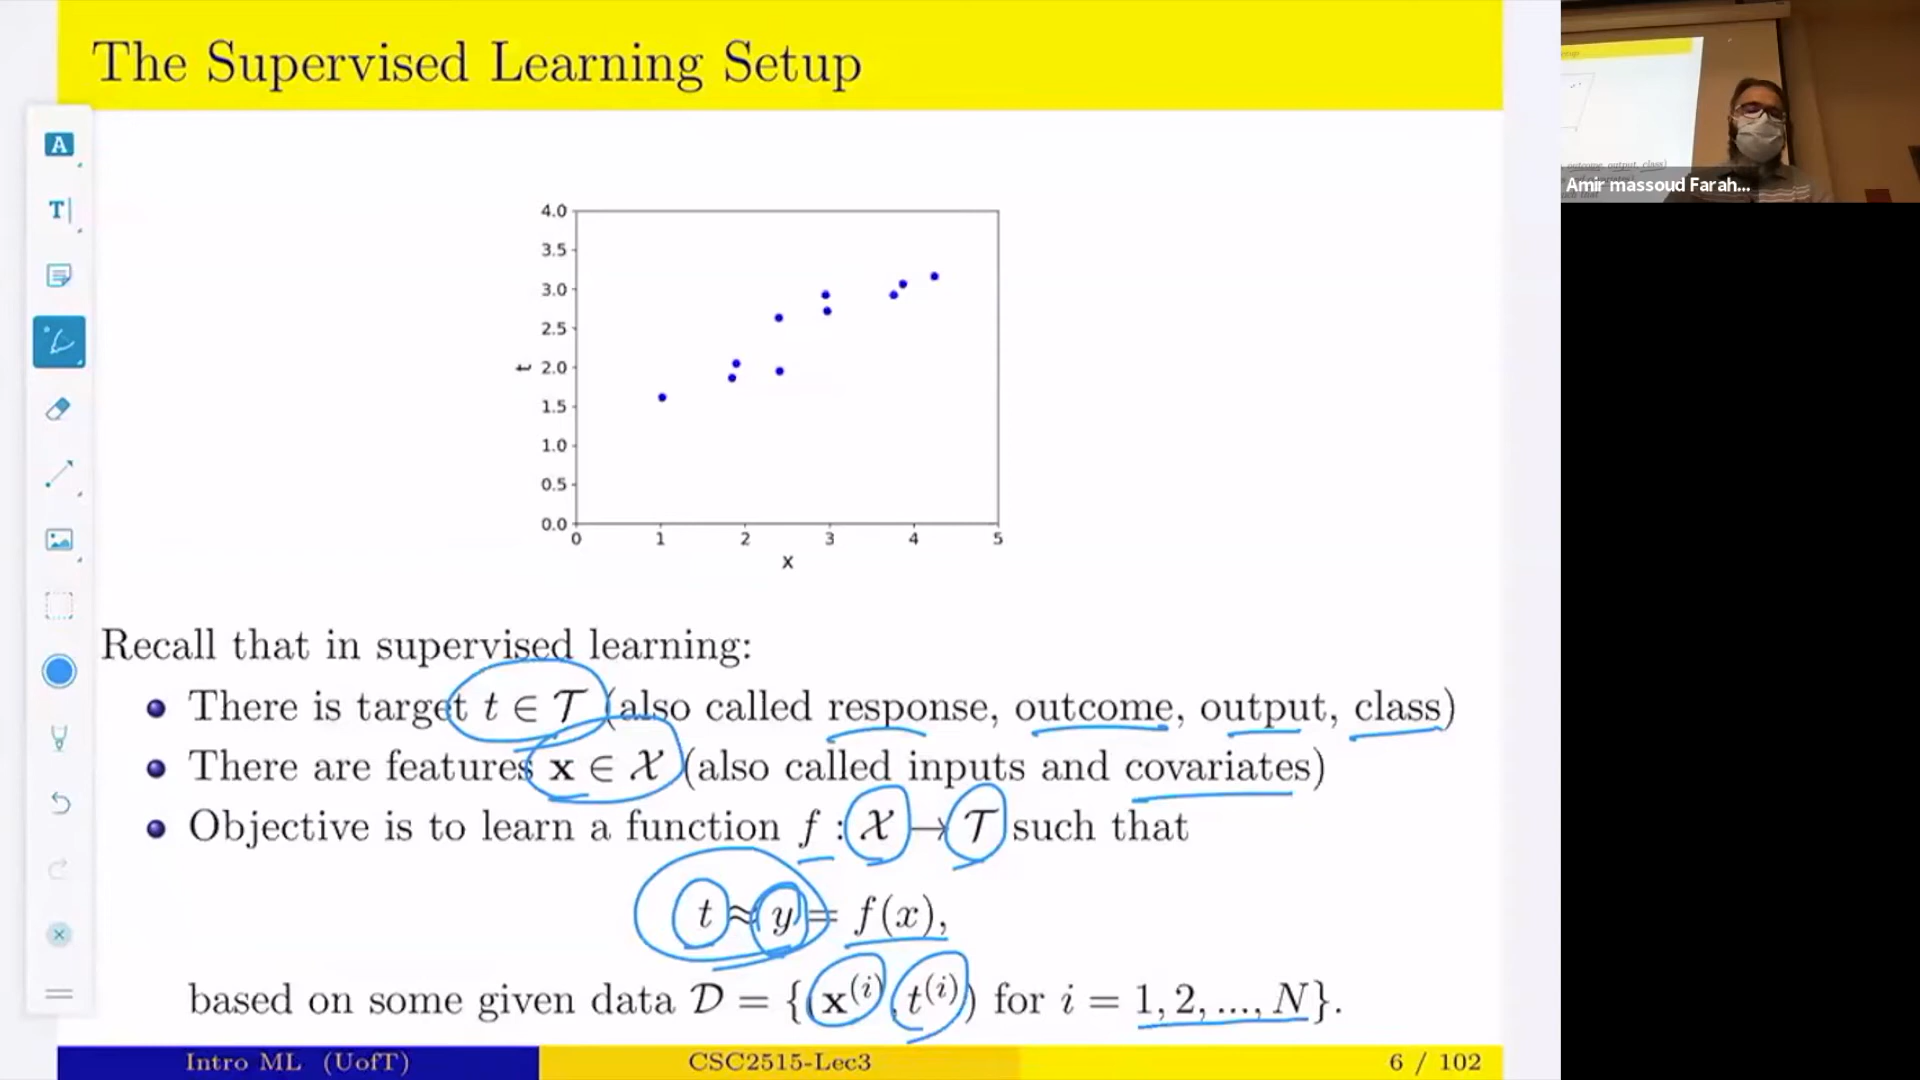 The Supervised Learning Setup
A
T
4.0
3.5
3.0
2.5
2.0
1.5
1.0
0.5
0.0
t
0 1 2 3 4 5
x
Recall that in supervised learning:
There is target t ∈ 𝒯 (also called response, outcome, output, class)
There are features x ∈ 𝒳 (also called inputs and covariates)
Objective is to learn a function f : 𝒳 → 𝒯 such that
t ≈ y = f(x),
based on some given data 𝒟 = {(x^(i), t^(i)) for i = 1, 2, ..., N}.
Intro ML (UofT) CSC2515-Lec3 6 / 102
Amir massoud Farah...
outcome, output, class)